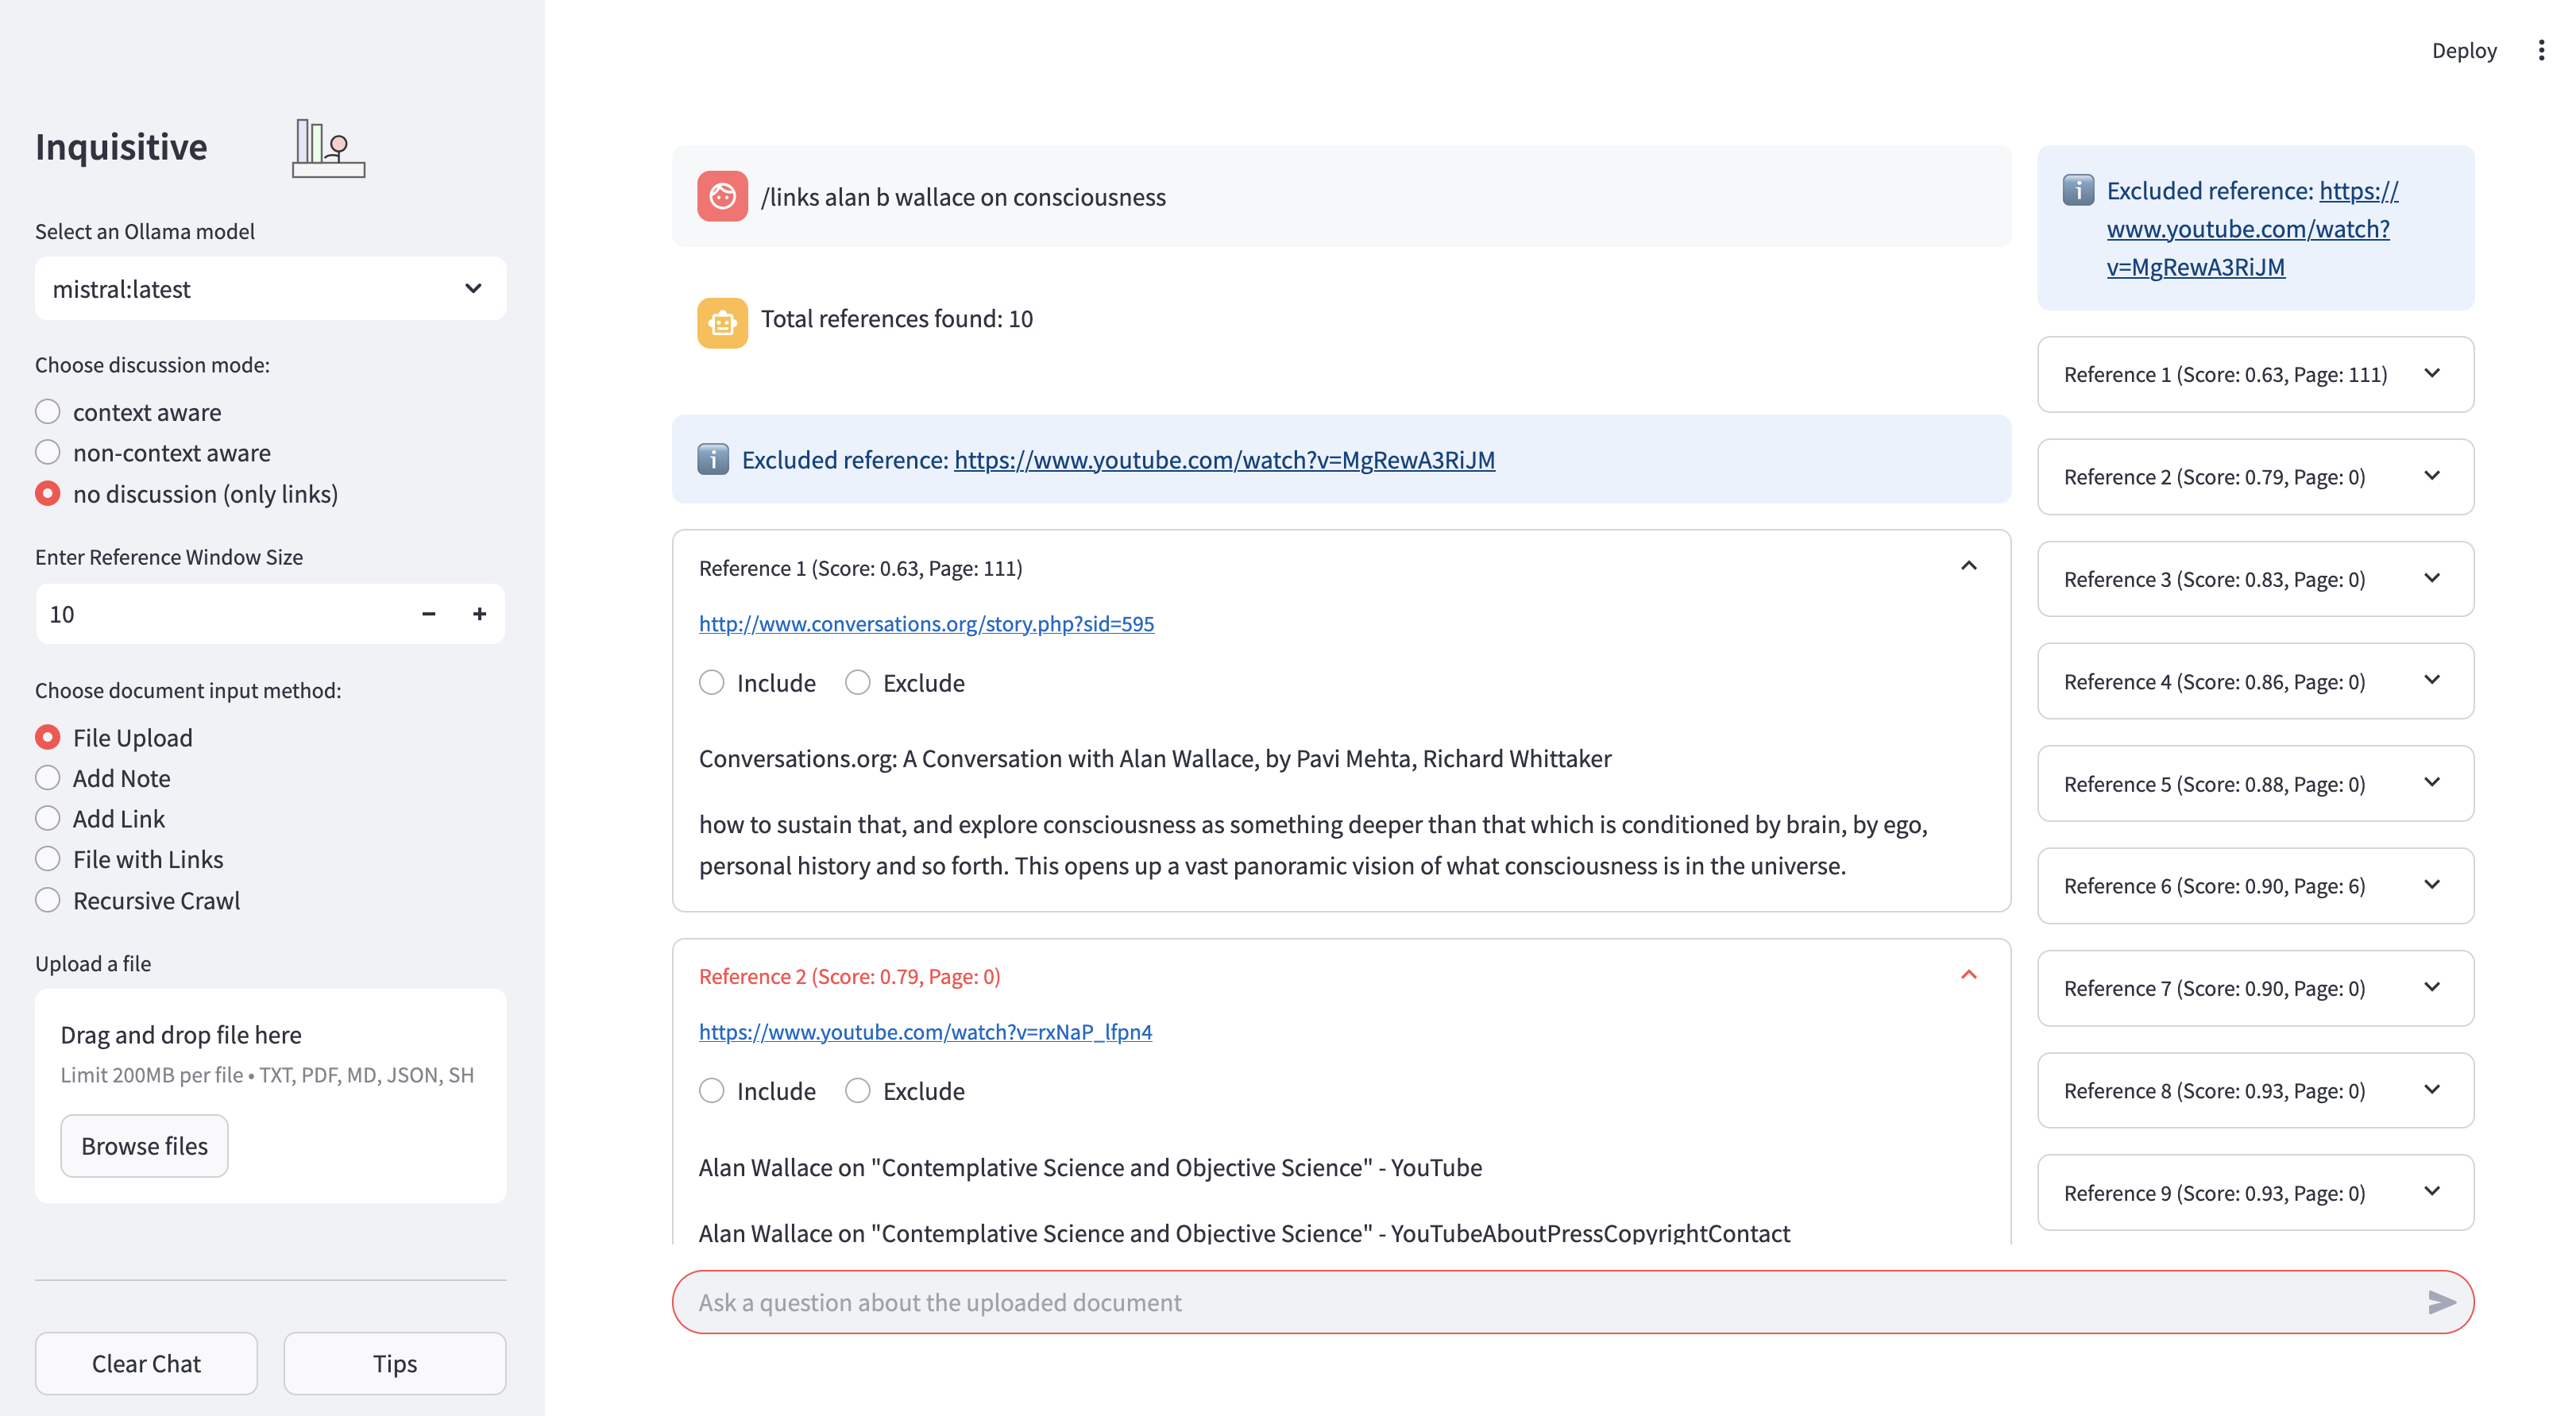 Deploy
Inquisitive
Select an Ollama model
mistral:latest
Choose discussion mode:
context aware
non-context aware
no discussion (only links)
Enter Reference Window Size
10
Choose document input method:
File Upload
Add Note
Add Link
File with Links
Recursive Crawl
Upload a file
Drag and drop file here
Limit 200MB per file • TXT, PDF, MD, JSON, SH
Browse files
Clear Chat
Tips
/links alan b wallace on consciousness
Total references found: 10
Excluded reference: https://www.youtube.com/watch?v=MgRewA3RiJM
Reference 1 (Score: 0.63, Page: 111)
http://www.conversations.org/story.php?sid=595
Include
Exclude
Conversations.org: A Conversation with Alan Wallace, by Pavi Mehta, Richard Whittaker
how to sustain that, and explore consciousness as something deeper than that which is conditioned by brain, by ego,
personal history and so forth. This opens up a vast panoramic vision of what consciousness is in the universe.
Reference 2 (Score: 0.79, Page: 0)
https://www.youtube.com/watch?v=rxNaP_lfpn4
Include
Exclude
Alan Wallace on "Contemplative Science and Objective Science" - YouTube
Alan Wallace on "Contemplative Science and Objective Science" - YouTubeAboutPressCopyrightContact
Ask a question about the uploaded document
Excluded reference: https://
www.youtube.com/watch?
v=MgRewA3RiJM
Reference 1 (Score: 0.63, Page: 111)
Reference 2 (Score: 0.79, Page: 0)
Reference 3 (Score: 0.83, Page: 0)
Reference 4 (Score: 0.86, Page: 0)
Reference 5 (Score: 0.88, Page: 0)
Reference 6 (Score: 0.90, Page: 6)
Reference 7 (Score: 0.90, Page: 0)
Reference 8 (Score: 0.93, Page: 0)
Reference 9 (Score: 0.93, Page: 0)